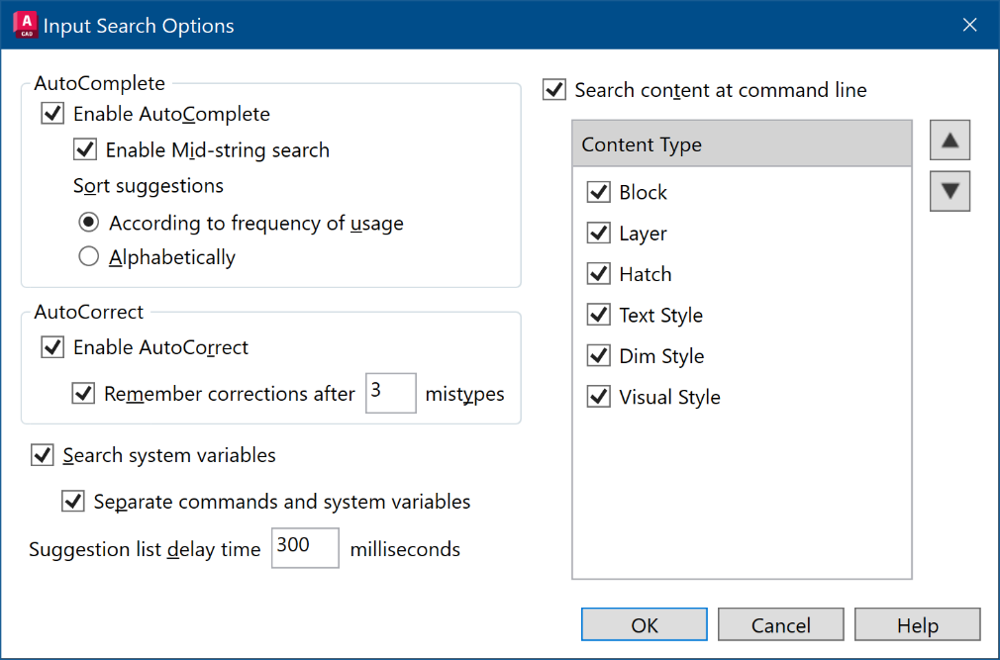 A
CAD
Input Search Options
AutoComplete
Enable AutoComplete
Enable Mid-string search
Sort suggestions
According to frequency of usage
Alphabetically
AutoCorrect
Enable AutoCorrect
Remember corrections after 3 mistypes
Search system variables
Separate commands and system variables
Suggestion list delay time 300 milliseconds
Search content at command line
Content Type
Block
Layer
Hatch
Text Style
Dim Style
Visual Style
OK Cancel Help